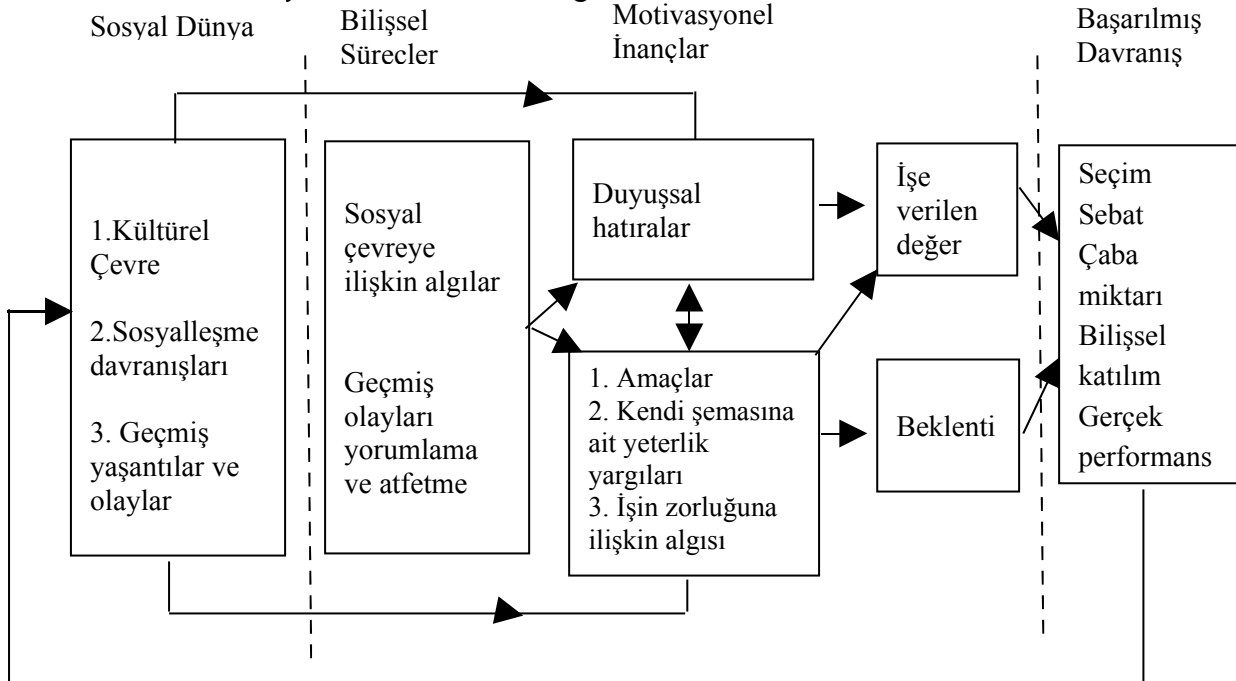 Sosyal Dünya
Bilişsel
Sürecler
Motivasyonel
İnançlar
Başarılmış
Davranış
1.Kültürel
Çevre
2.Sosyalleşme
davranışları
3. Geçmiş
yaşantılar ve
olaylar
Sosyal
çevreye
ilişkin algılar
Geçmiş
olayları
yorumlama
ve atfetme
Duyuşsal
hatıralar
1. Amaçlar
2. Kendi şemasına
ait yeterlik
yargıları
3. İşin zorluğuna
ilişkin algısı
İşe
verilen
değer
Beklenti
Seçim
Sebat
Çaba
miktarı
Bilişsel
katılım
Gerçek
performans